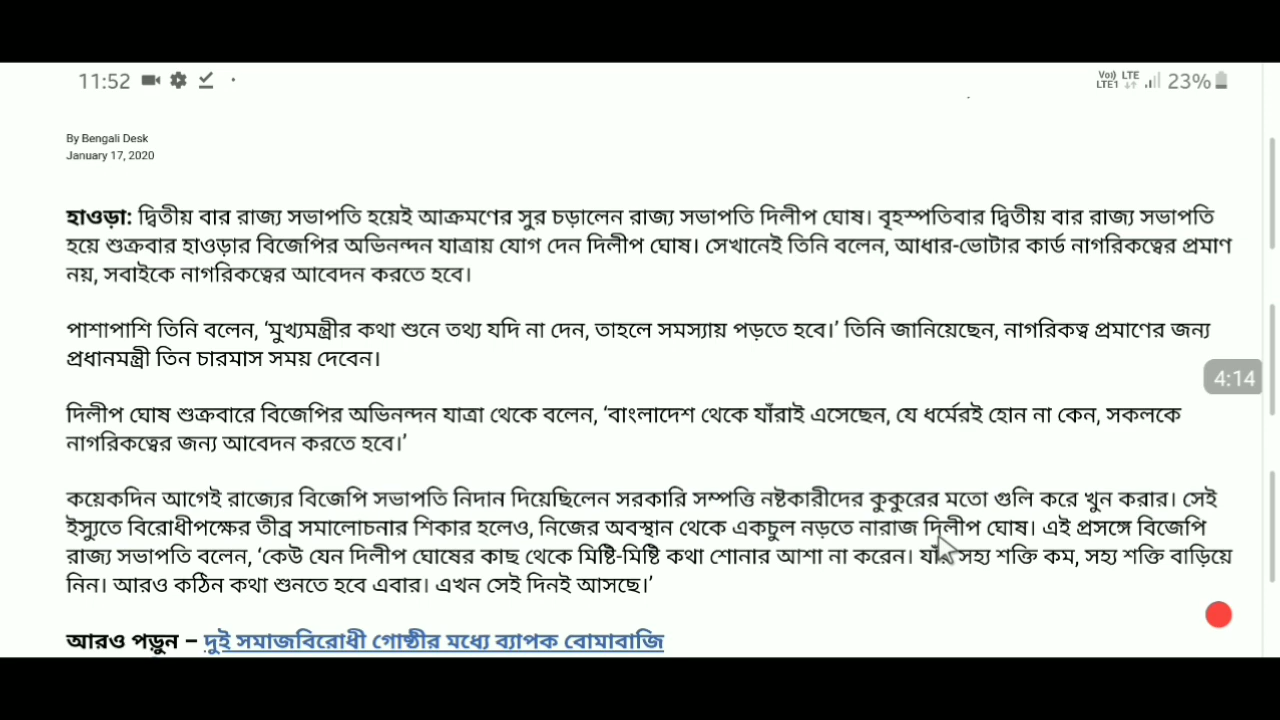 11:52
Vo) LTE
LTE1
23%
By Bengali Desk
January 17, 2020
হাওড়া: দ্বিতীয় বার রাজ্য সভাপতি হয়েই আক্রমণের সুর চড়ালেন রাজ্য সভাপতি দিলীপ ঘোষ। বৃহস্পতিবার দ্বিতীয় বার রাজ্য সভাপতি
হয়ে শুক্রবার হাওড়ার বিজেপির অভিনন্দন যাত্রায় যোগ দেন দিলীপ ঘোষ। সেখানেই তিনি বলেন, আধার-ভোটার কার্ড নাগরিকত্বের প্রমাণ
নয়, সবাইকে নাগরিকত্বের আবেদন করতে হবে।
পাশাপাশি তিনি বলেন, ‘মুখ্যমন্ত্রীর কথা শুনে তথ্য যদি না দেন, তাহলে সমস্যায় পড়তে হবে।’ তিনি জানিয়েছেন, নাগরিকত্ব প্রমাণের জন্য
প্রধানমন্ত্রী তিন চারমাস সময় দেবেন।
4:14
দিলীপ ঘোষ শুক্রবারে বিজেপির অভিনন্দন যাত্রা থেকে বলেন, ‘বাংলাদেশ থেকে যাঁরাই এসেছেন, যে ধর্মেরই হোন না কেন, সকলকে
নাগরিকত্বের জন্য আবেদন করতে হবে।’
কয়েকদিন আগেই রাজ্যের বিজেপি সভাপতি নিদান দিয়েছিলেন সরকারি সম্পত্তি নষ্টকারীদের কুকুরের মতো গুলি করে খুন করার। সেই
ইস্যুতে বিরোধীপক্ষের তীব্র সমালোচনার শিকার হলেও, নিজের অবস্থান থেকে একচুল নড়তে নারাজ দিলীপ ঘোষ। এই প্রসঙ্গে বিজেপি
রাজ্য সভাপতি বলেন, ‘কেউ যেন দিলীপ ঘোষের কাছ থেকে মিষ্টি-মিষ্টি কথা শোনার আশা না করেন। যাঁর সহ্য শক্তি কম, সহ্য শক্তি বাড়িয়ে
নিন। আরও কঠিন কথা শুনতে হবে এবার। এখন সেই দিনই আসছে।’
আরও পড়ুন – দুই সমাজবিরোধী গোষ্ঠীর মধ্যে ব্যাপক বোমাবাজি